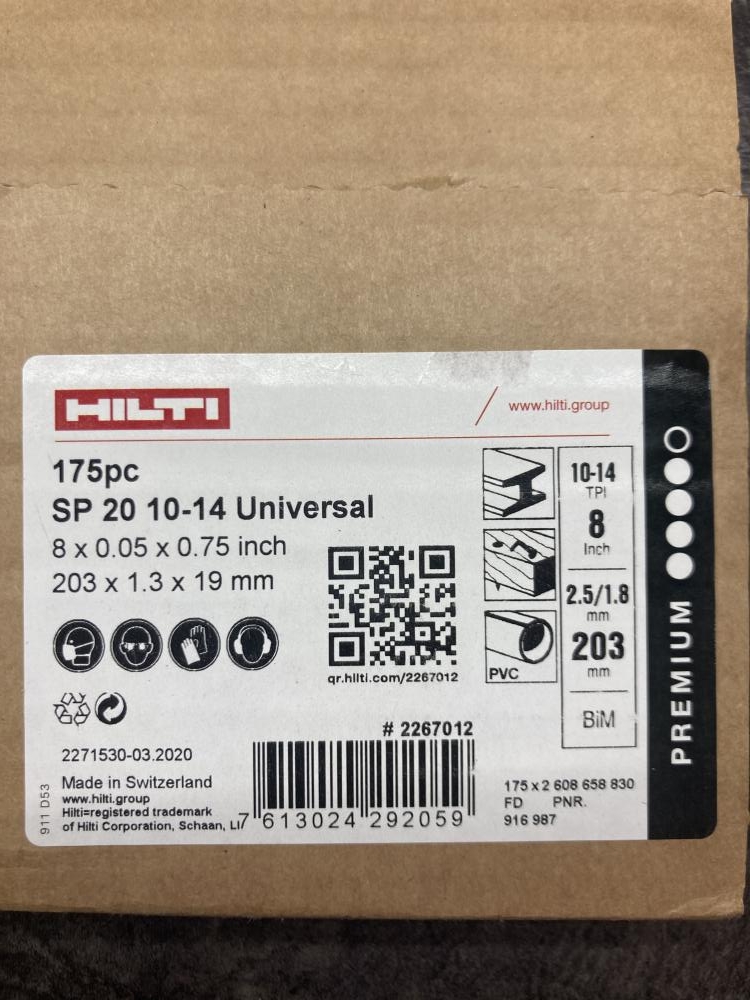 HILTI
www.hilti.group
175pc
SP 20 10-14 Universal
8 x 0.05 x 0.75 inch
203 x 1.3 x 19 mm
qr.hilti.com/2267012
PVC
10-14
TPI
8
Inch
2.5/1.8
mm
203
mm
BiM
PREMIUM
# 2267012
2271530-03.2020
Made in Switzerland
www.hilti.group
Hilti=registered trademark
of Hilti Corporation, Schaan, LI
911 D53
7 613024 292059
175 x 2 608 658 830
FD PNR.
916 987